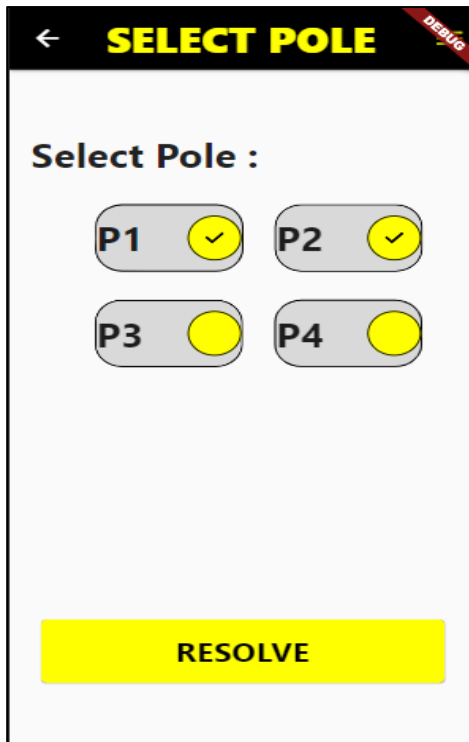 SELECT POLE
DEBUG
Select Pole :
P1
P2
P3
P4
RESOLVE